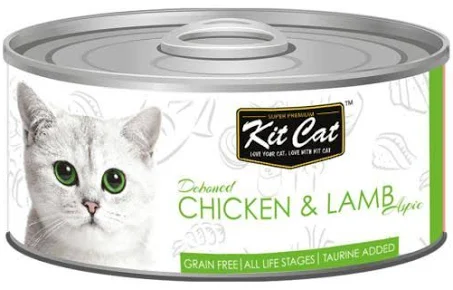 SUPER PREMIUM
Kit Cat™
LOVE YOUR CAT, LOVE WITH KIT CAT
Deboned
CHICKEN & LAMB Aspic
GRAIN FREE | ALL LIFE STAGES | TAURINE ADDED